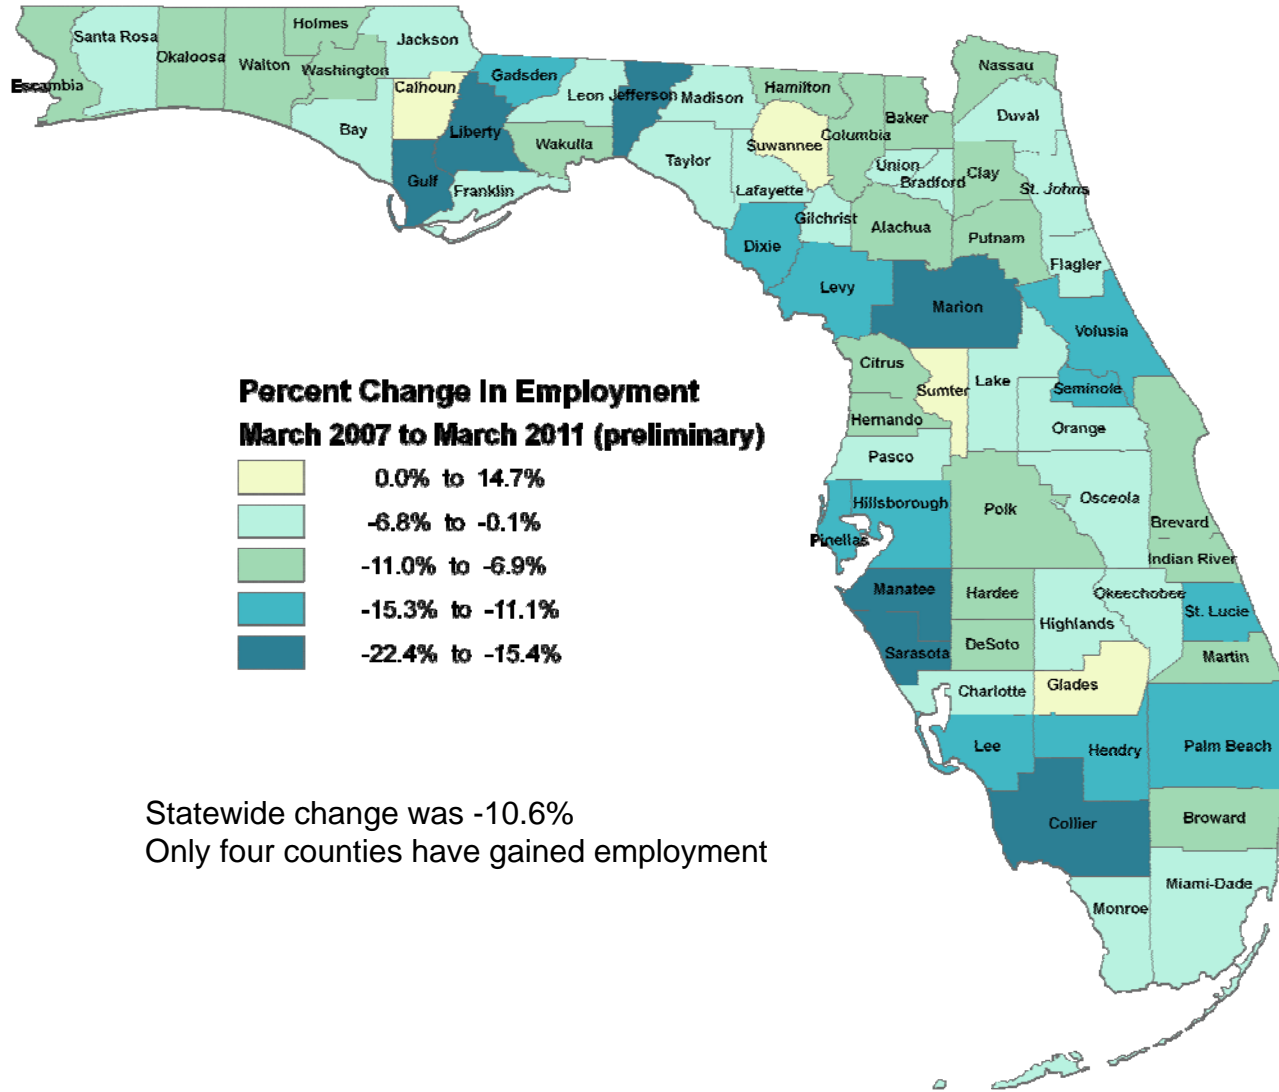 Holmes
Santa Rosa
Jackson
Okaloosa
Walton
Washington
Escambia
Calhoun
Gadsden
Leon
Jefferson
Madison
Hamilton
Nassau
Baker
Duval
Bay
Liberty
Wakulla
Suwannee
Columbia
Taylor
Union
Bradford
Clay
St. Johns
Gulf
Franklin
Lafayette
Gilchrist
Alachua
Putnam
Dixie
Flagler
Levy
Marion
Volusia
Citrus
Sumter
Lake
Seminole
Hernando
Orange
Pasco
Hillsborough
Polk
Osceola
Pinellas
Brevard
Indian River
Manatee
Hardee
Okeechobee
St. Lucie
Highlands
Sarasota
DeSoto
Martin
Charlotte
Glades
Lee
Hendry
Palm Beach
Collier
Broward
Miami-Dade
Monroe
Percent Change In Employment
March 2007 to March 2011 (preliminary)
0.0% to 14.7%
-6.8% to -0.1%
-11.0% to -6.9%
-15.3% to -11.1%
-22.4% to -15.4%
Statewide change was -10.6%
Only four counties have gained employment